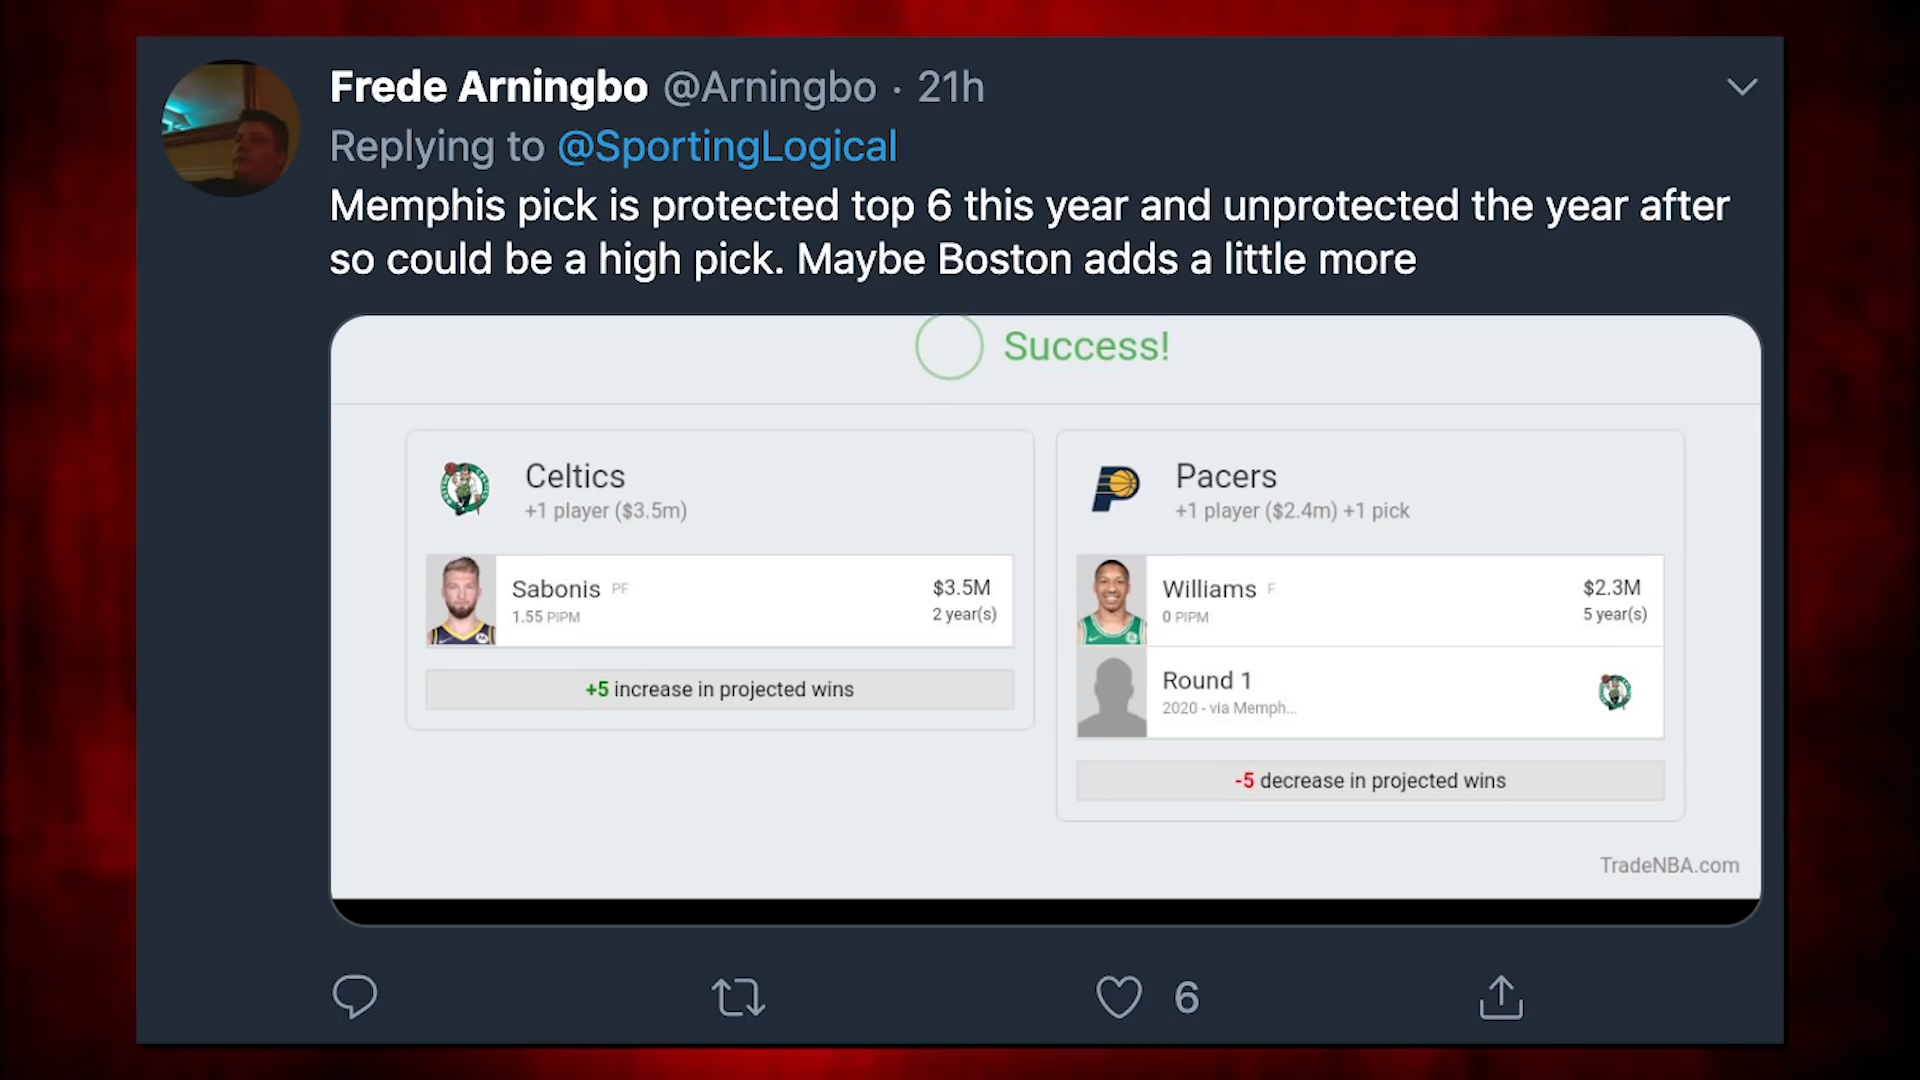 Frede Arningbo @Arningbo · 21h
Replying to @SportingLogical
Memphis pick is protected top 6 this year and unprotected the year after
so could be a high pick. Maybe Boston adds a little more
Success!
Celtics
+1 player ($3.5m)
Sabonis PF
$3.5M
1.55 PIPM
2 year(s)
+5 increase in projected wins
Pacers
+1 player ($2.4m) +1 pick
Williams F
$2.3M
0 PIPM
5 year(s)
Round 1
2020 - via Memph...
-5 decrease in projected wins
TradeNBA.com
6